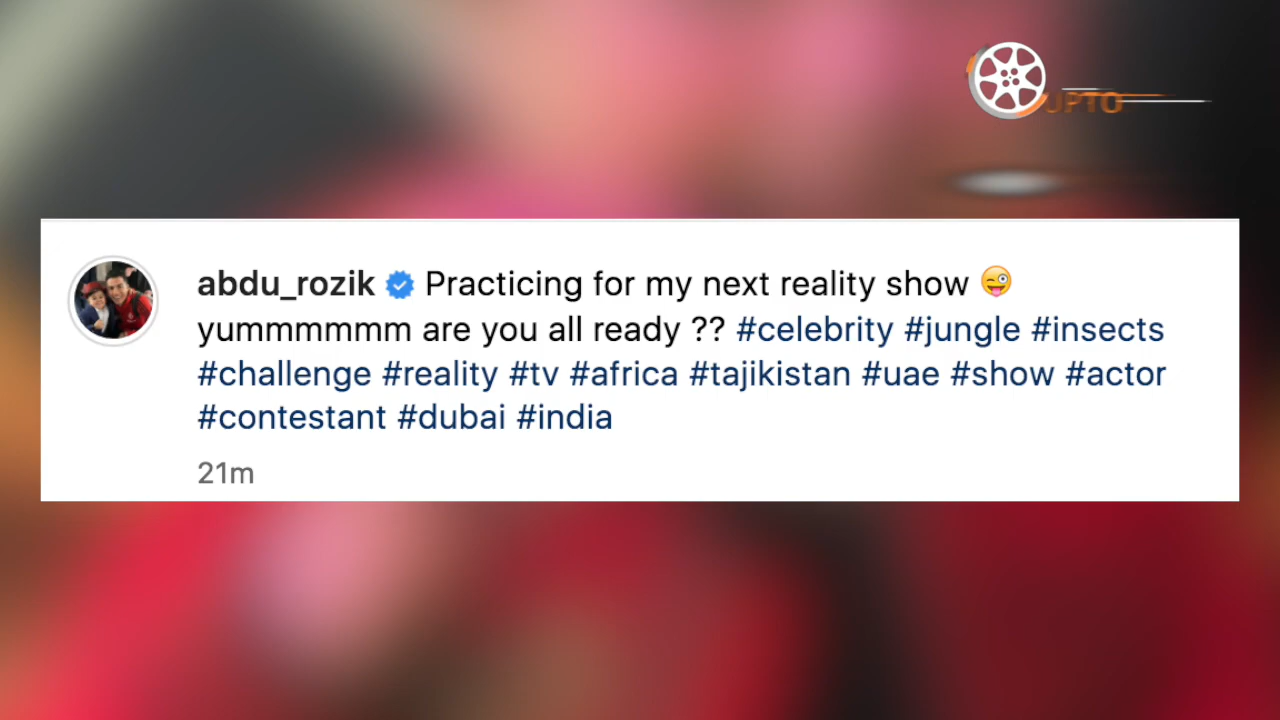 UPTO
abdu_rozik Practicing for my next reality show 😜
yummmmmm are you all ready ?? #celebrity #jungle #insects
#challenge #reality #tv #africa #tajikistan #uae #show #actor
#contestant #dubai #india
21m